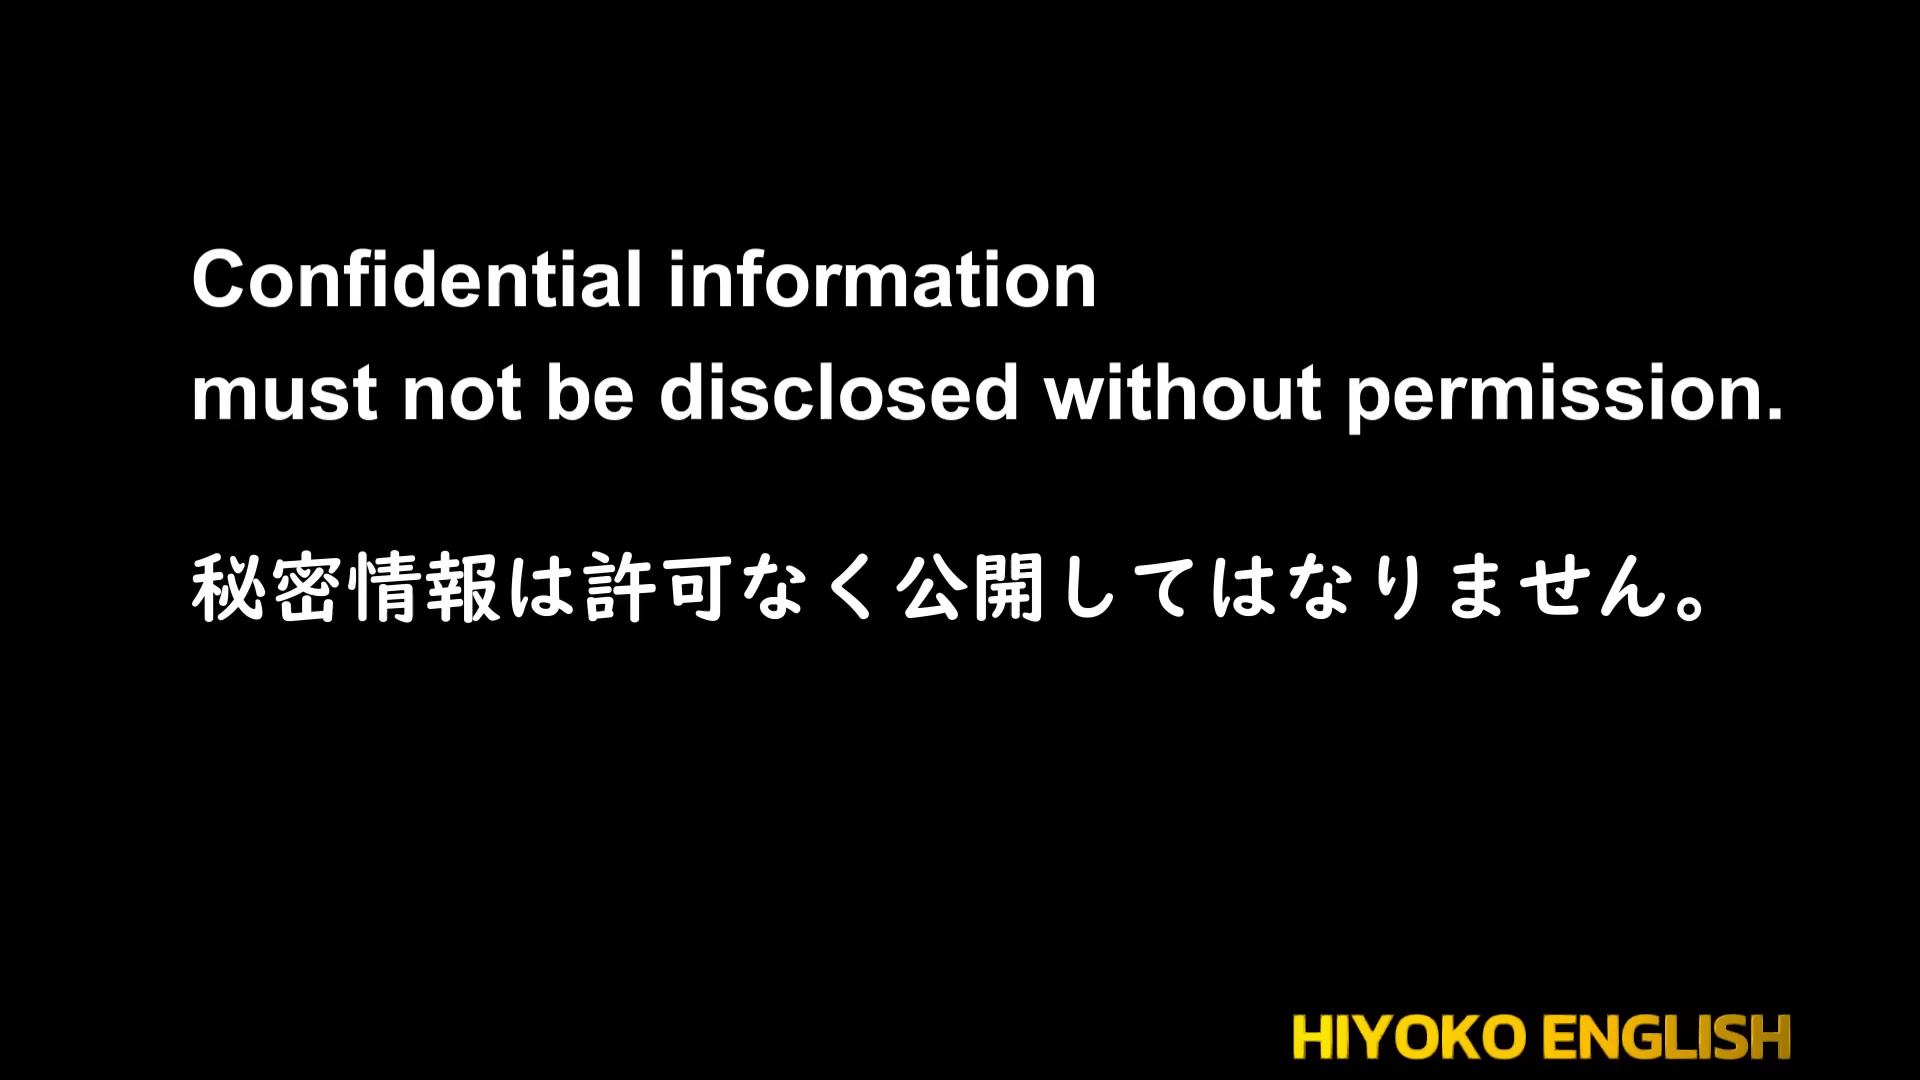 Confidential information
must not be disclosed without permission.
秘密情報は許可なく公開してはなりません。
HIYOKO ENGLISH